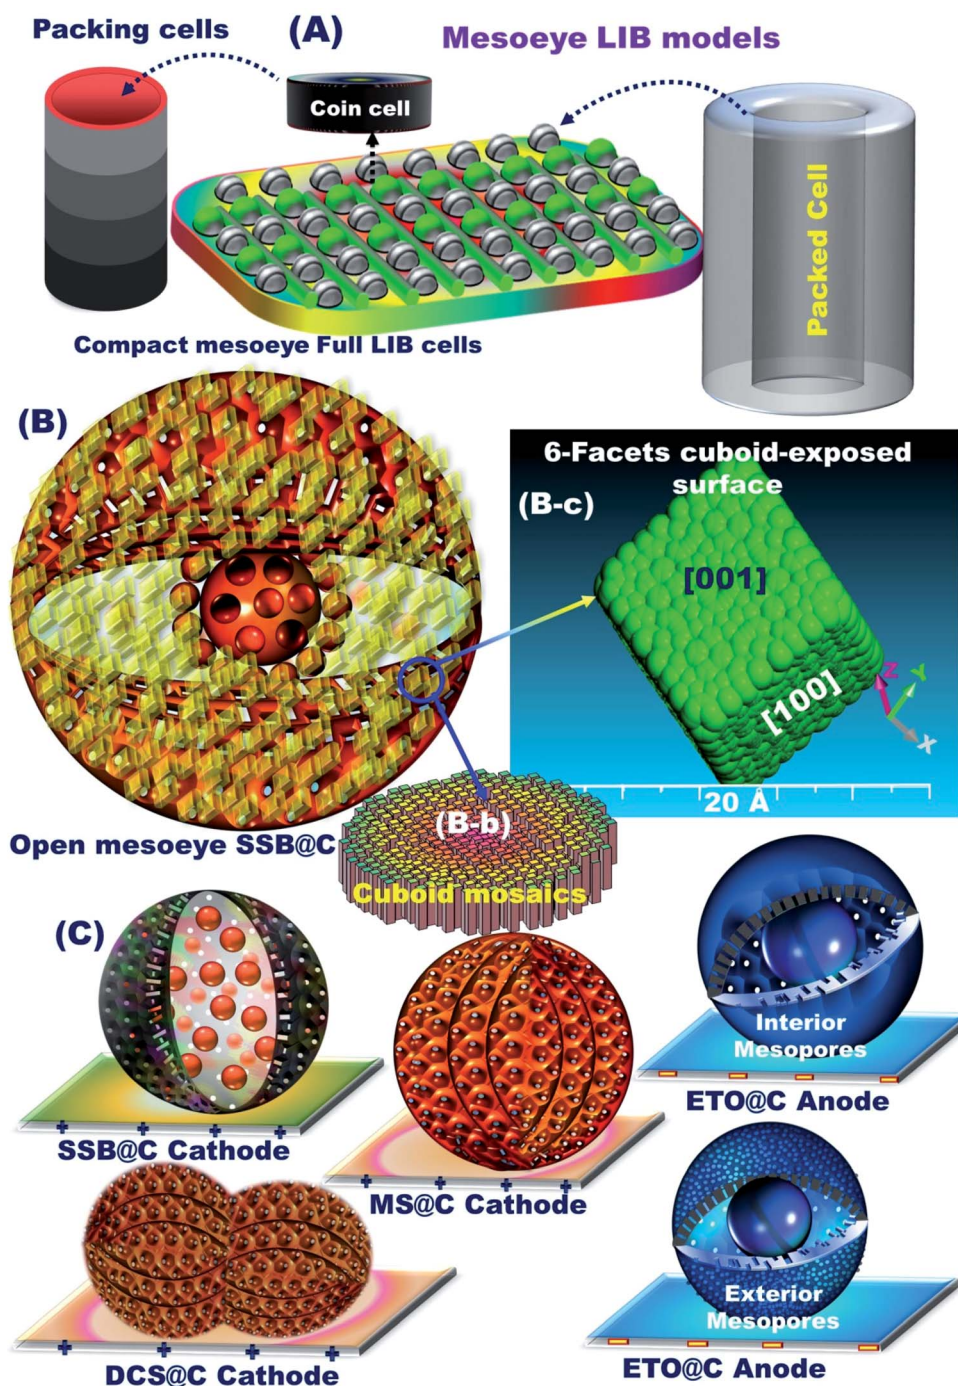 Packing cells
(A)
Mesoeye LIB models
Coin cell
Packed Cell
Compact mesoeye Full LIB cells
(B)
6-Facets cuboid-exposed
surface
(B-c)
[001]
[100]
Z
Y
X
20 Å
Open mesoeye SSB@C
(B-b)
Cuboid mosaics
(C)
Interior
Mesopores
ETO@C Anode
SSB@C Cathode
MS@C Cathode
Exterior
Mesopores
DCS@C Cathode
ETO@C Anode